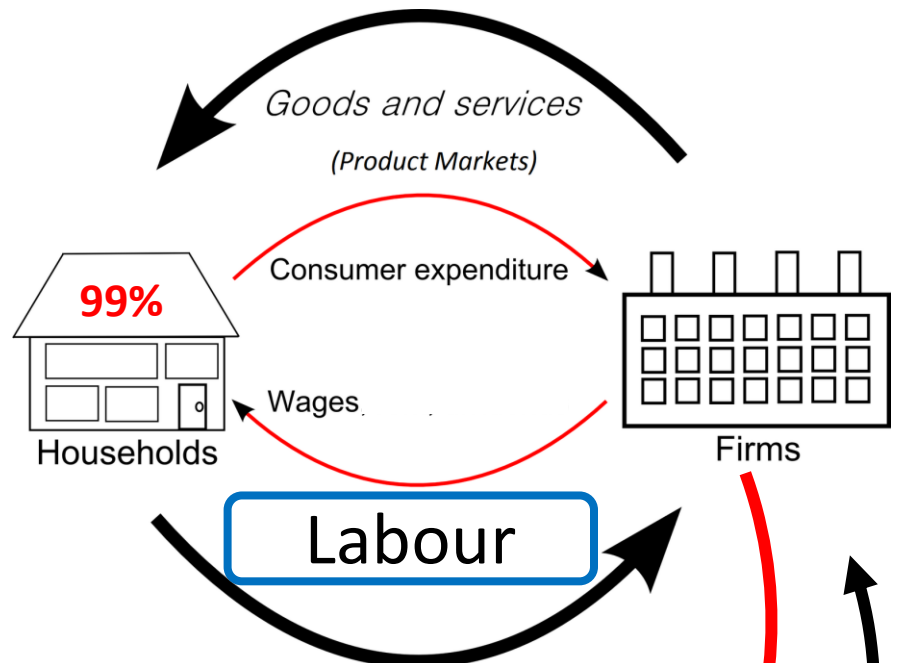 Goods and services
(Product Markets)
Consumer expenditure
99%
Wages
Households
Firms
Labour